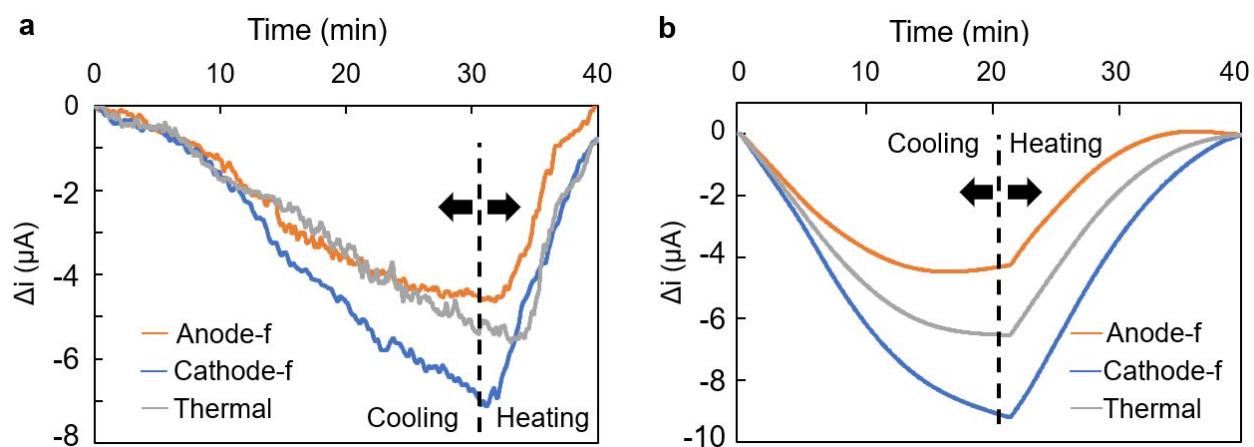 a
Time (min)
0 10 20 30 40
0
-2
-4
-6
-8
Δi (µA)
Anode-f
Cathode-f
Thermal
Cooling Heating
b
Time (min)
0 10 20 30 40
0
-2
-4
-6
-8
-10
Δi (µA)
Cooling Heating
Anode-f
Cathode-f
Thermal